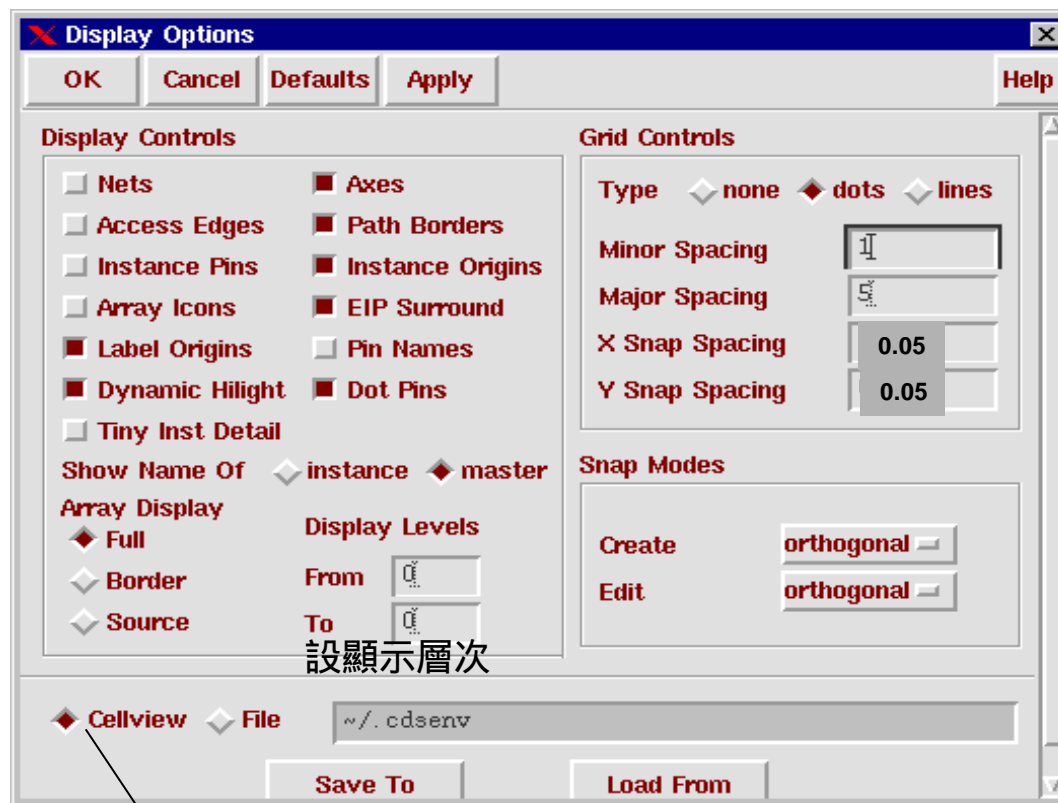 Display Options
OK Cancel Defaults Apply Help
Display Controls
Nets Axes
Access Edges Path Borders
Instance Pins Instance Origins
Array Icons EIP Surround
Label Origins Pin Names
Dynamic Hilight Dot Pins
Tiny Inst Detail
Show Name Of instance master
Array Display
Full
Border
Source
Display Levels
From 0
To 0
設顯示層次
Grid Controls
Type none dots lines
Minor Spacing 1
Major Spacing 5
X Snap Spacing 0.05
Y Snap Spacing 0.05
Snap Modes
Create orthogonal
Edit orthogonal
Cellview File ~/.cdsenv
Save To Load From